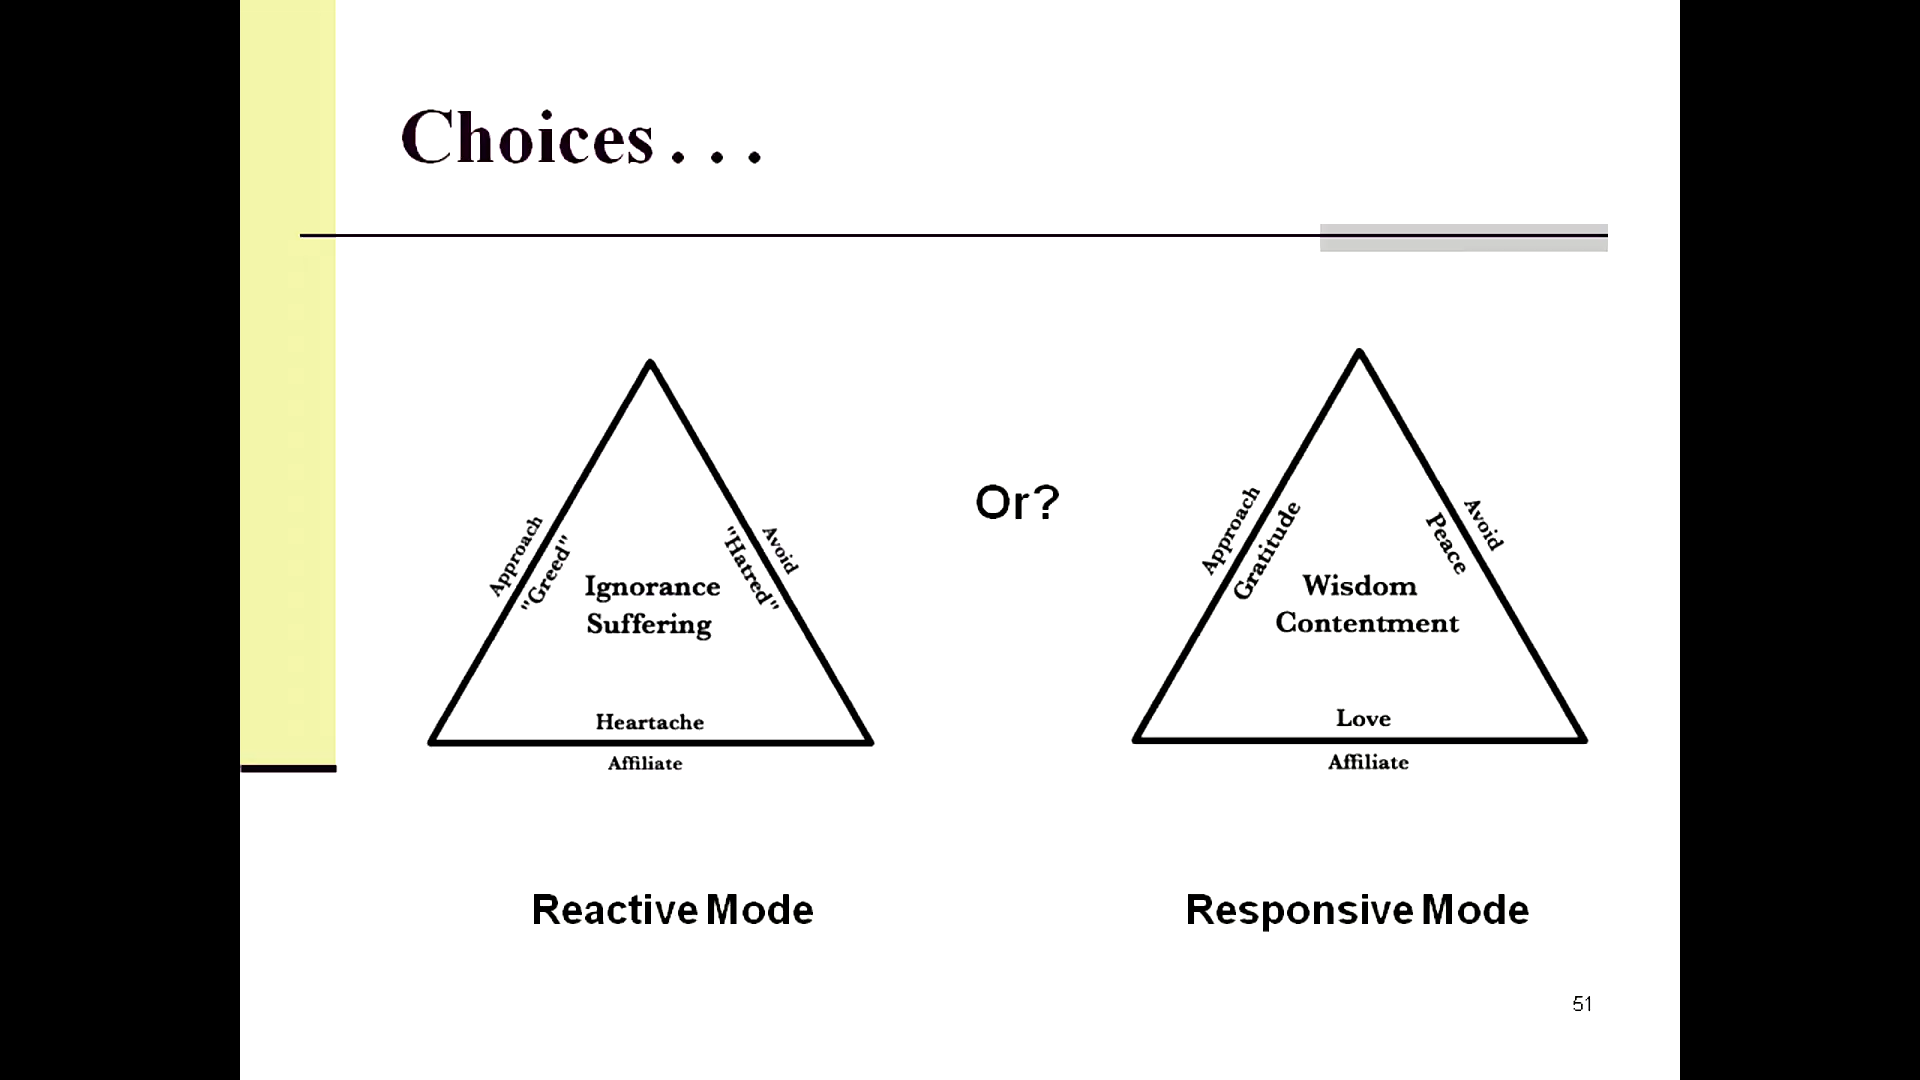 Choices . . .
Approach
"Greed"
Ignorance
Suffering
"Hatred"
Avoid
Heartache
Affiliate
Reactive Mode
Or?
Approach
Gratitude
Wisdom
Contentment
Peace
Avoid
Love
Affiliate
Responsive Mode
51